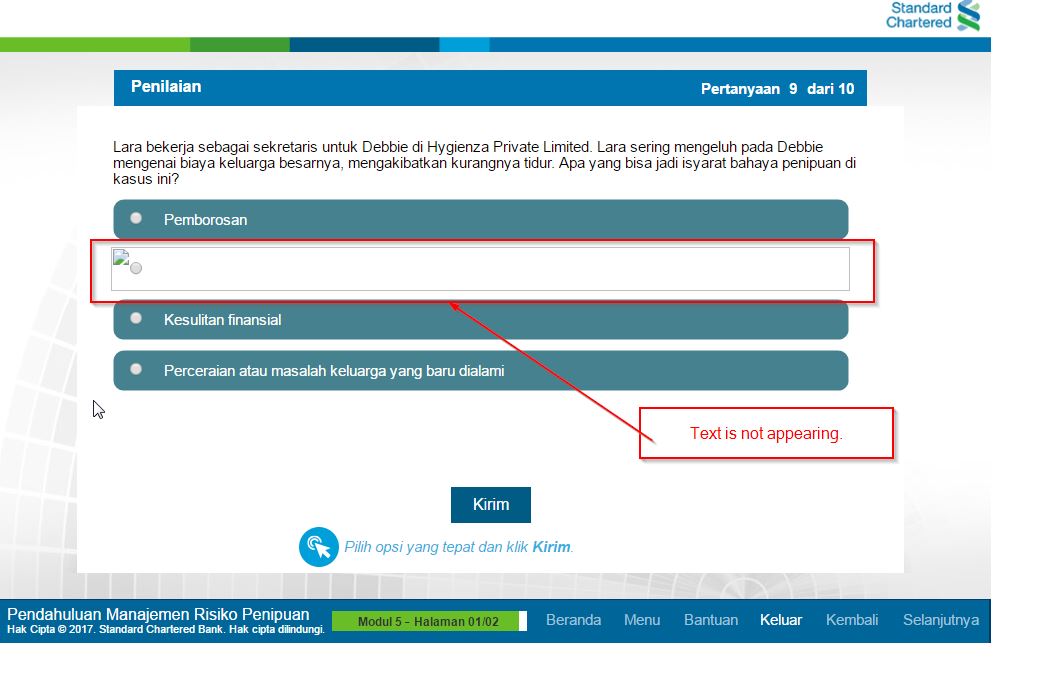 Standard
Chartered
Penilaian
Pertanyaan 9 dari 10
Lara bekerja sebagai sekretaris untuk Debbie di Hygienza Private Limited. Lara sering mengeluh pada Debbie
mengenai biaya keluarga besarnya, mengakibatkan kurangnya tidur. Apa yang bisa jadi isyarat bahaya penipuan di
kasus ini?
Pemborosan
Kesulitan finansial
Perceraian atau masalah keluarga yang baru dialami
Text is not appearing.
Kirim
Pilih opsi yang tepat dan klik Kirim.
Pendahuluan Manajemen Risiko Penipuan
Hak Cipta © 2017. Standard Chartered Bank. Hak cipta dilindungi.
Modul 5 - Halaman 01/02
Beranda Menu Bantuan Keluar Kembali Selanjutnya